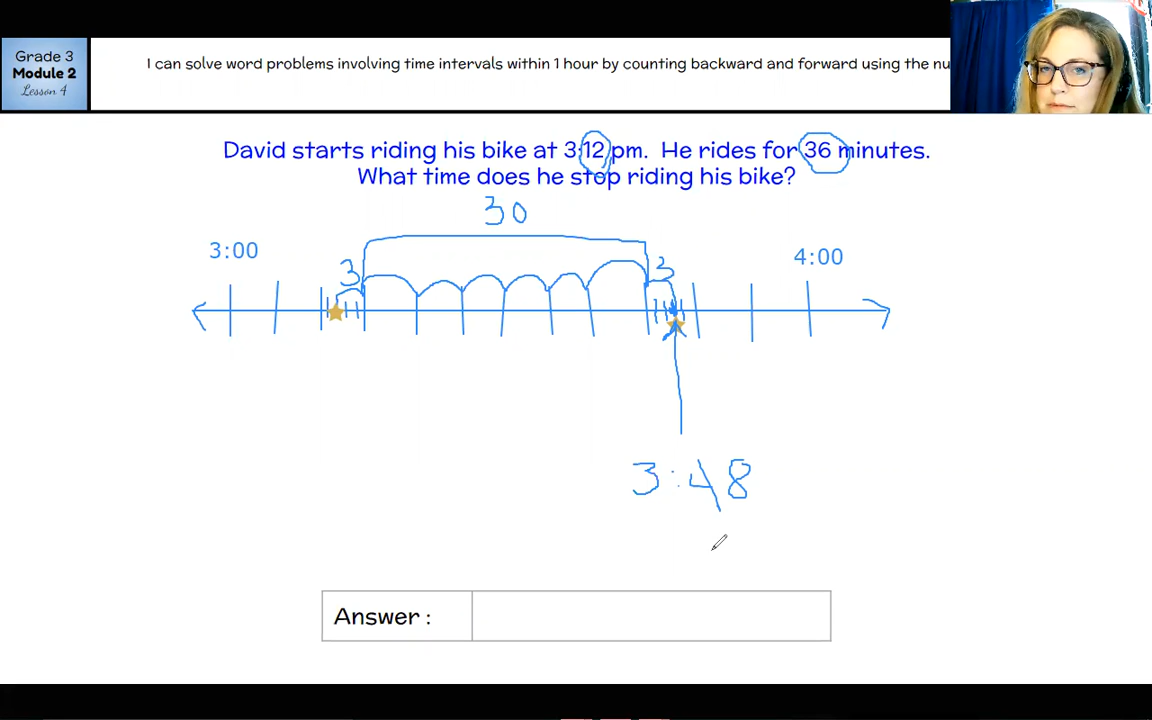 Grade 3
Module 2
Lesson 4
I can solve word problems involving time intervals within 1 hour by counting backward and forward using the nu
David starts riding his bike at 3:12 pm. He rides for 36 minutes.
What time does he stop riding his bike?
30
3:00
3
3
4:00
3:48
Answer :